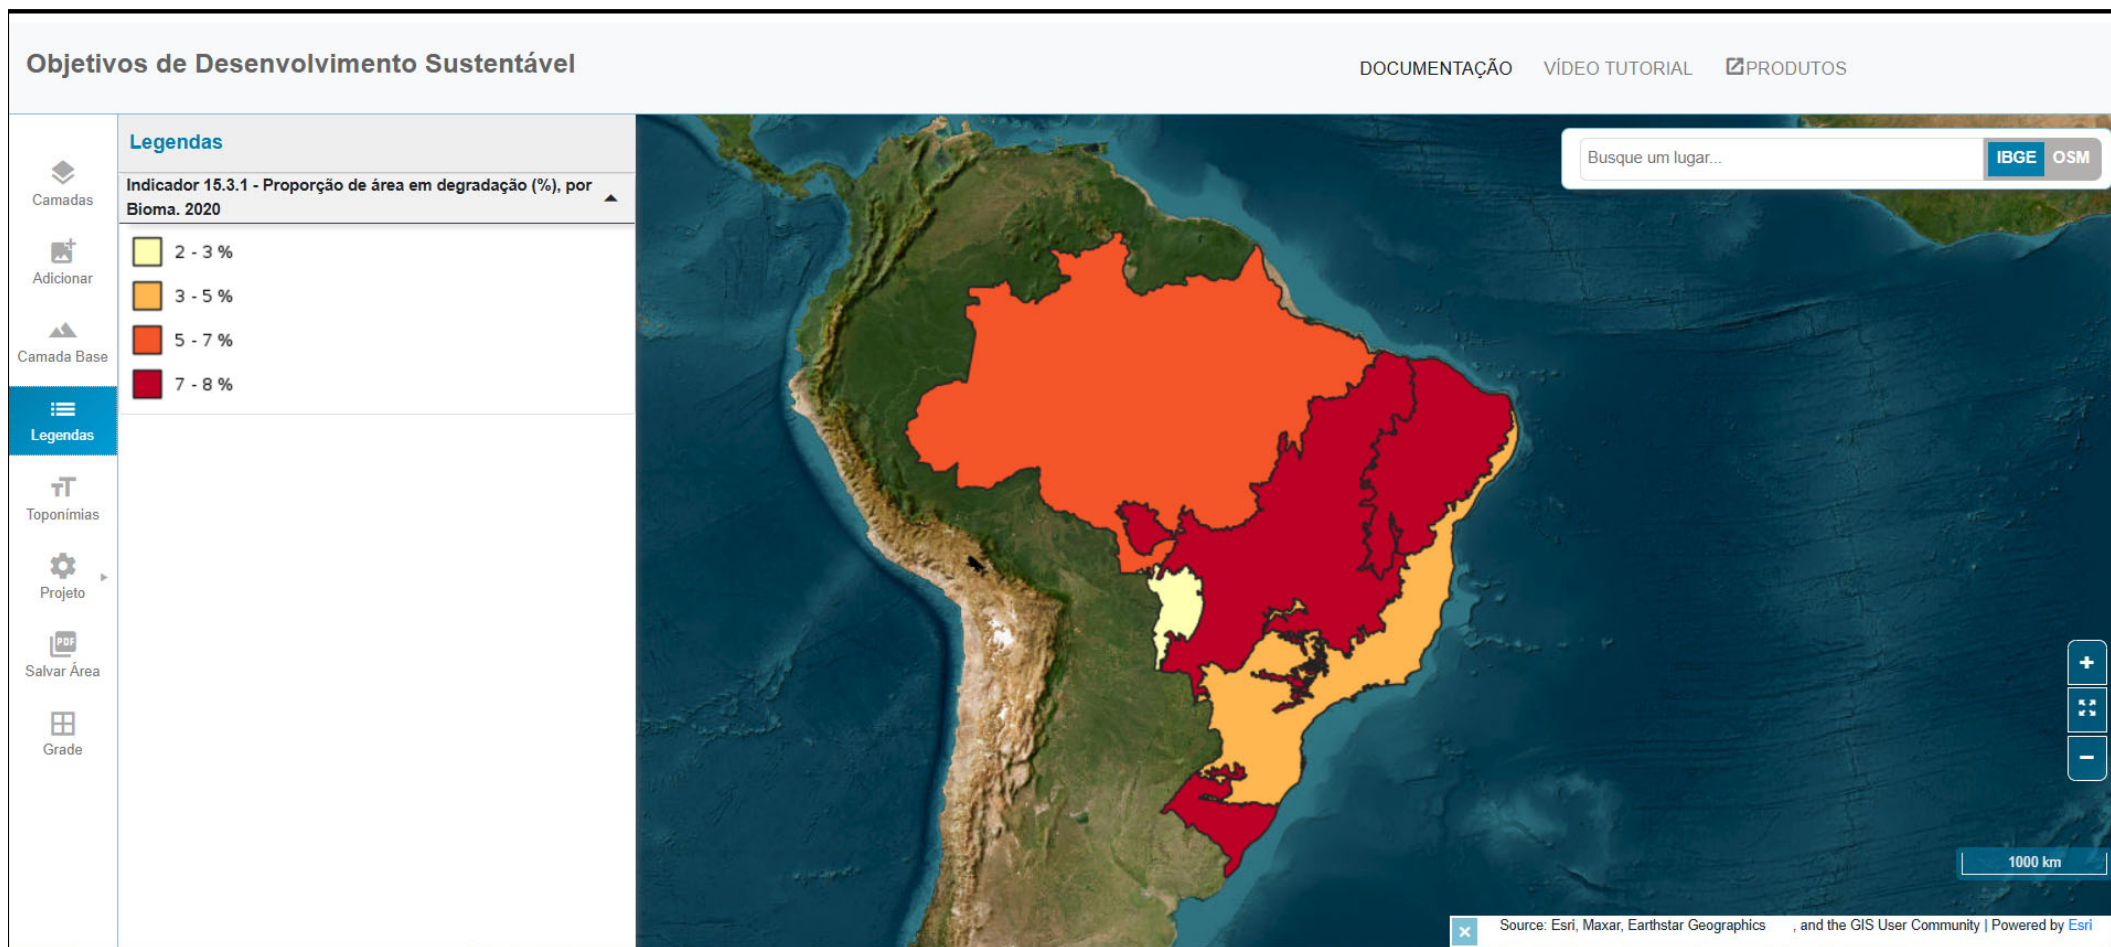 Objetivos de Desenvolvimento Sustentável
DOCUMENTAÇÃO VÍDEO TUTORIAL PRODUTOS
Camadas
Adicionar
Camada Base
Legendas
Toponímias
Projeto
PDF
Salvar Área
Grade
Legendas
Indicador 15.3.1 - Proporção de área em degradação (%), por
Bioma. 2020
2 - 3 %
3 - 5 %
5 - 7 %
7 - 8 %
Busque um lugar... IBGE OSM
+
−
1000 km
Source: Esri, Maxar, Earthstar Geographics , and the GIS User Community | Powered by Esri